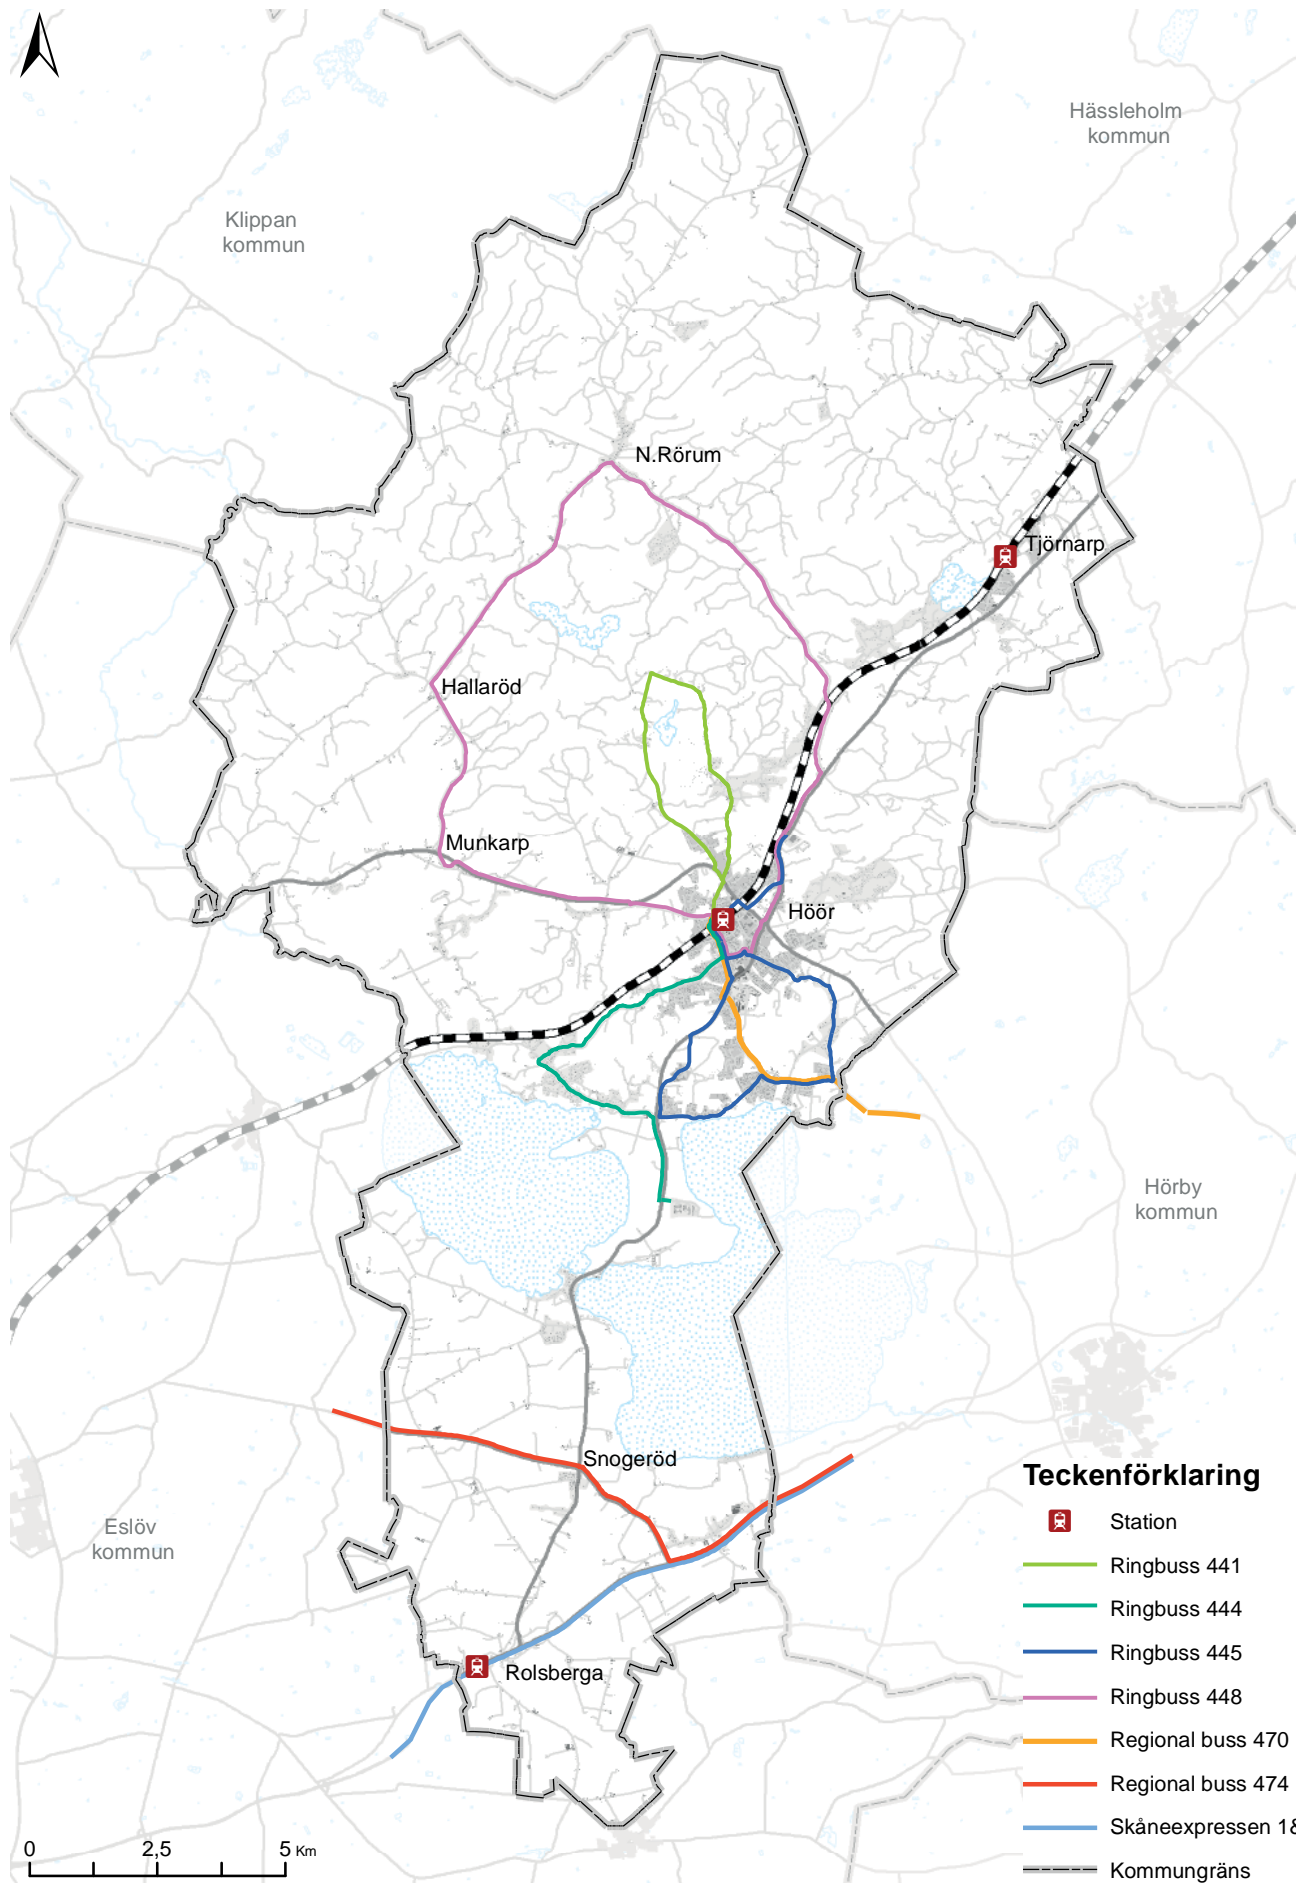 Hässleholm
kommun
Klippan
kommun
N.Rörum
Tjörnarp
Hallaröd
Munkarp
Höör
Hörby
kommun
Snogeröd
Eslöv
kommun
Rolsberga
Teckenförklaring
Station
Ringbuss 441
Ringbuss 444
Ringbuss 445
Ringbuss 448
Regional buss 470
Regional buss 474
Skåneexpressen 1&
Kommungräns
0 2,5 5 Km